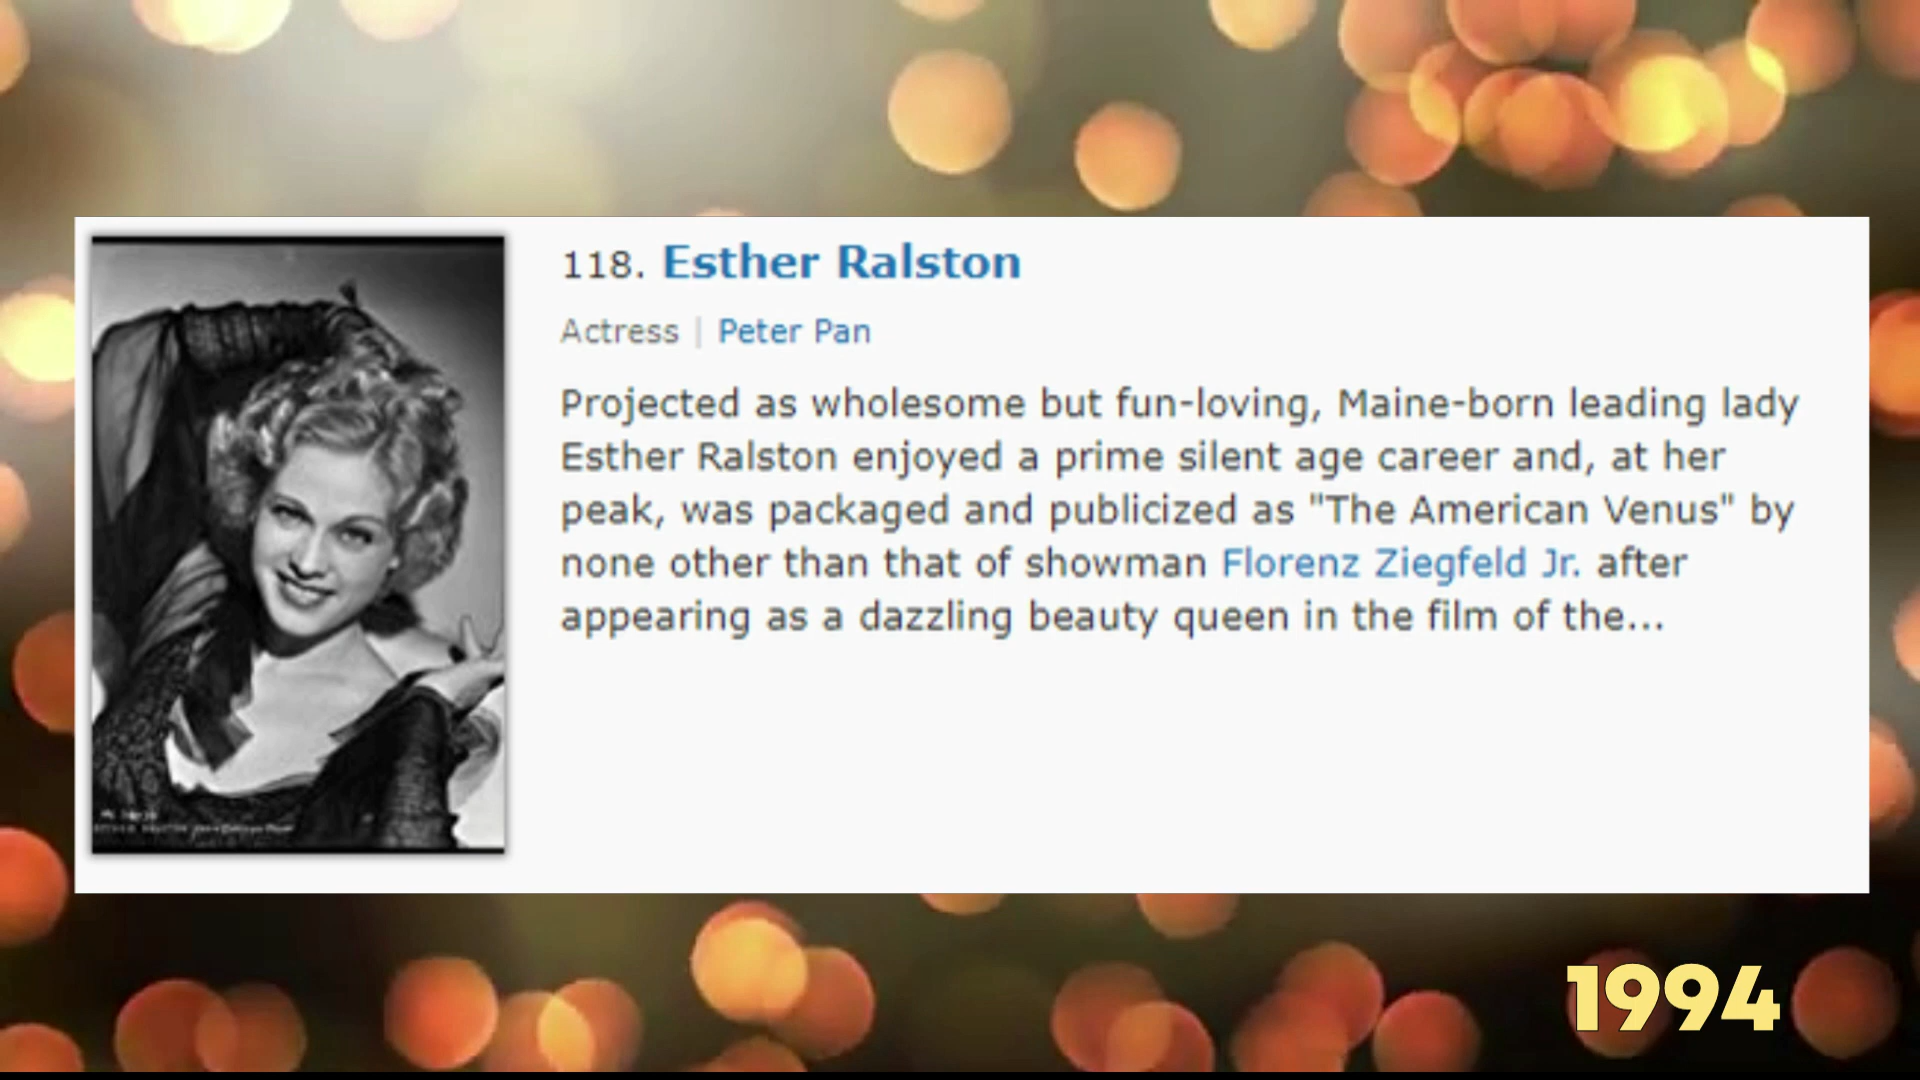 118. Esther Ralston
Actress | Peter Pan
Projected as wholesome but fun-loving, Maine-born leading lady
Esther Ralston enjoyed a prime silent age career and, at her
peak, was packaged and publicized as "The American Venus" by
none other than that of showman Florenz Ziegfeld Jr. after
appearing as a dazzling beauty queen in the film of the...
1994